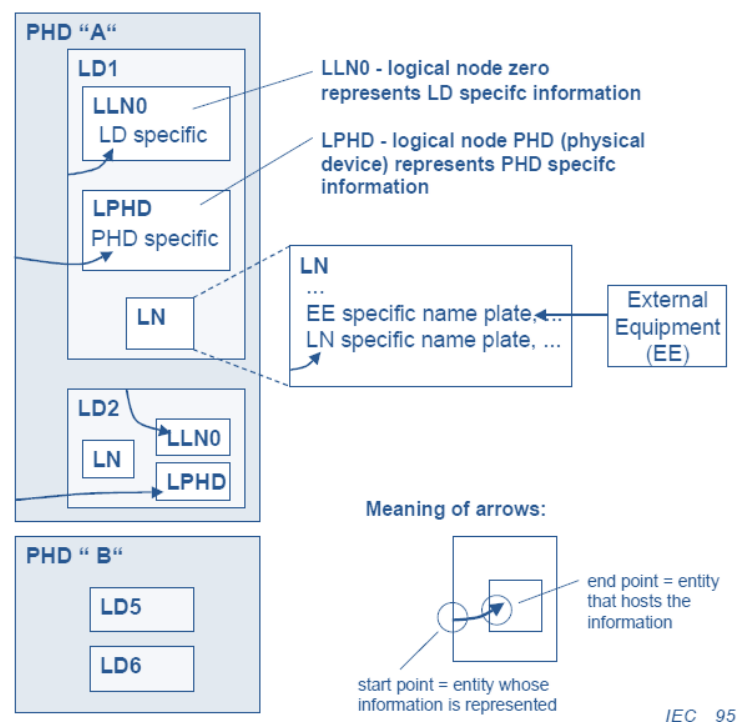 PHD "A“
LD1
LLN0
LD specific
LPHD
PHD specific
LN
LLN0 - logical node zero
represents LD specifc information
LPHD - logical node PHD (physical
device) represents PHD specifc
information
LN
...
EE specific name plate, ...
LN specific name plate, ...
External
Equipment
(EE)
LD2
LLN0
LN
LPHD
PHD “ B“
LD5
LD6
Meaning of arrows:
end point = entity
that hosts the
information
start point = entity whose
information is represented
IEC 95